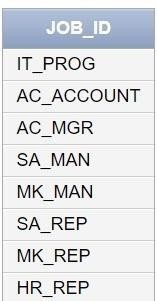 JOB_ID
IT_PROG
AC_ACCOUNT
AC_MGR
SA_MAN
MK_MAN
SA_REP
MK_REP
HR_REP